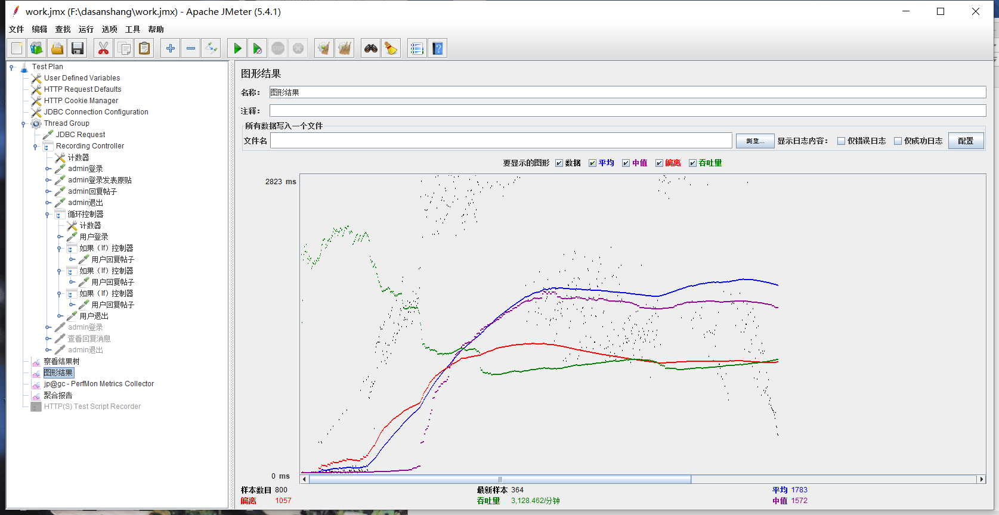 work.jmx (F:\dasanshang\work.jmx) - Apache JMeter (5.4.1)
文件 编辑 查找 运行 选项 工具 帮助
Test Plan
User Defined Variables
HTTP Request Defaults
HTTP Cookie Manager
JDBC Connection Configuration
Thread Group
JDBC Request
Recording Controller
计数器
admin登录
admin登录发表原贴
admin回复帖子
admin退出
循环控制器
计数器
用户登录
如果（If）控制器
用户回复帖子
如果（If）控制器
用户回复帖子
如果（If）控制器
用户回复帖子
用户退出
admin登录
查看回复消息
admin退出
察看结果树
图形结果
jp@gc - PerfMon Metrics Collector
聚合报告
HTTP(S) Test Script Recorder
图形结果
名称： 图形结果
注释：
所有数据写入一个文件
文件名 浏览... 显示日志内容： 仅错误日志 仅成功日志 配置
要显示的图形 数据 平均 中值 偏离 吞吐量
2823 ms
0 ms
样本数目 800 最新样本 364 平均 1783
偏离 1057 吞吐量 3,128.462/分钟 中值 1572